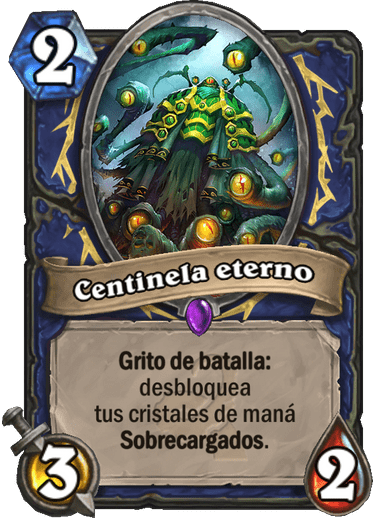 2
Centinela eterno
Grito de batalla:
desbloquea
tus cristales de maná
Sobrecargados.
3
2